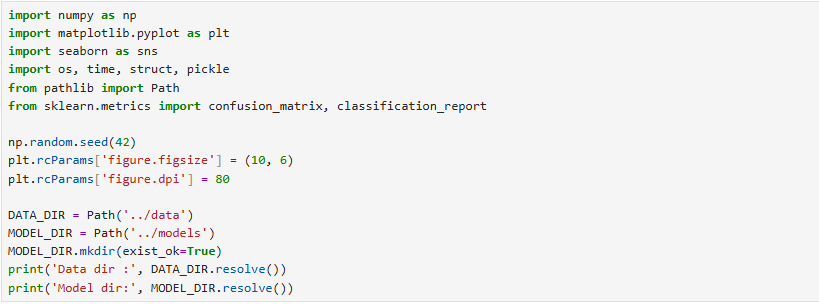 import numpy as np
import matplotlib.pyplot as plt
import seaborn as sns
import os, time, struct, pickle
from pathlib import Path
from sklearn.metrics import confusion_matrix, classification_report

np.random.seed(42)
plt.rcParams['figure.figsize'] = (10, 6)
plt.rcParams['figure.dpi'] = 80

DATA_DIR = Path('../data')
MODEL_DIR = Path('../models')
MODEL_DIR.mkdir(exist_ok=True)
print('Data dir :', DATA_DIR.resolve())
print('Model dir:', MODEL_DIR.resolve())